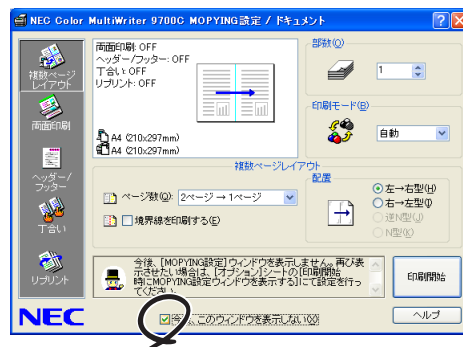 NEC Color MultiWriter 9700C MOPYING設定 / ドキュメント
複数ページ
レイアウト
両面印刷
ヘッダー/
フッター
丁合い
リプリント
両面印刷: OFF
ヘッダー/フッター: OFF
丁合い: OFF
リプリント: OFF
A4 (210x297mm)
A4 (210x297mm)
部数(O)
1
印刷モード(B)
自動
複数ページレイアウト
ページ数(Q): 2ページ → 1ページ
境界線を印刷する(E)
配置
左→右型(H)
右→左型(I)
逆N型(J)
N型(K)
今後、[MOPYING設定]ウィンドウを表示しません。再び表
示させたい場合は、[オプション]シートの[印刷開始
時にMOPYING設定ウィンドウを表示する]にて設定を行っ
てください。
印刷開始
NEC
今後、このウィンドウを表示しない(X)
ヘルプ